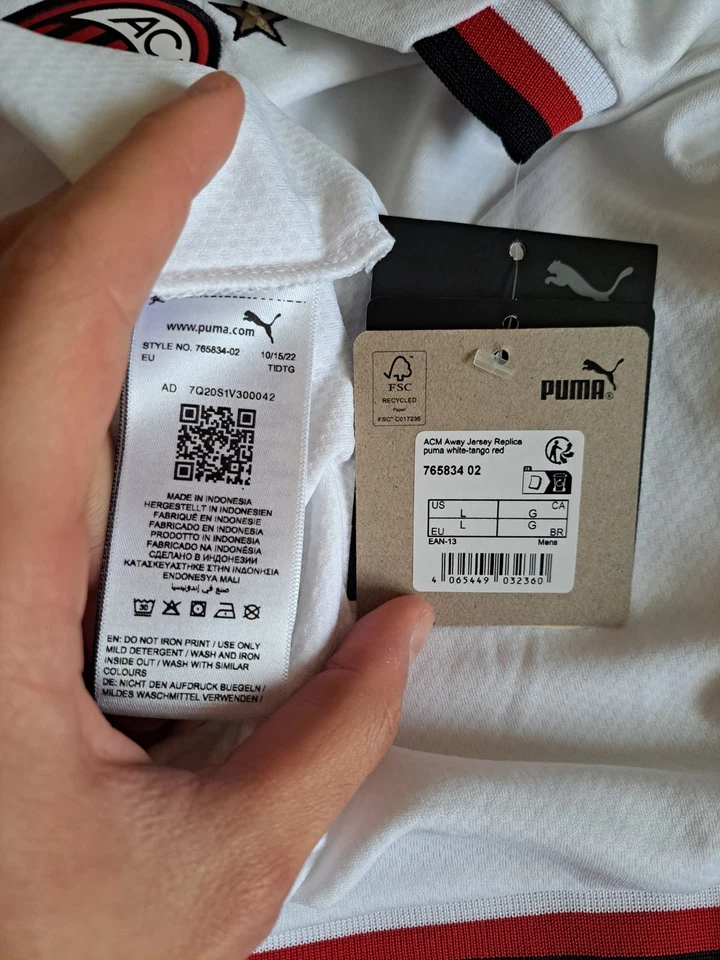 AC
www.puma.com
STYLE NO. 765834-02 10/15/22
EU TIDTG
AD 7Q20S1V300042
MADE IN INDONESIA
HERGESTELLT IN INDONESIEN
FABRIQUÉ EN INDONESIE
FABRICADO EN INDONESIA
PRODOTTO IN INDONESIA
FABRICADO NA INDONÉSIA
СДЕЛАНО В ИНДОНЕЗИИ
ΚΑΤΑΣΚΕΥΑΣΤΗΚΕ ΣΤΗΝ ΙΝΔΟΝΗΣΙΑ
ENDONESYA MALI
صنع في إندونيسيا
30
EN: DO NOT IRON PRINT / USE ONLY
MILD DETERGENT / WASH AND IRON
INSIDE OUT / WASH WITH SIMILAR
COLOURS
DE: NICHT DEN AUFDRUCK BUEGELN /
MILDES WASCHMITTEL VERWENDEN /
FSC
RECYCLED
Paper
FSC® C017236
PUMA®
ACM Away Jersey Replica
puma white-tango red
765834 02
FR
US L G CA
EU L G BR
EAN-13 Mens
4 065449 032360